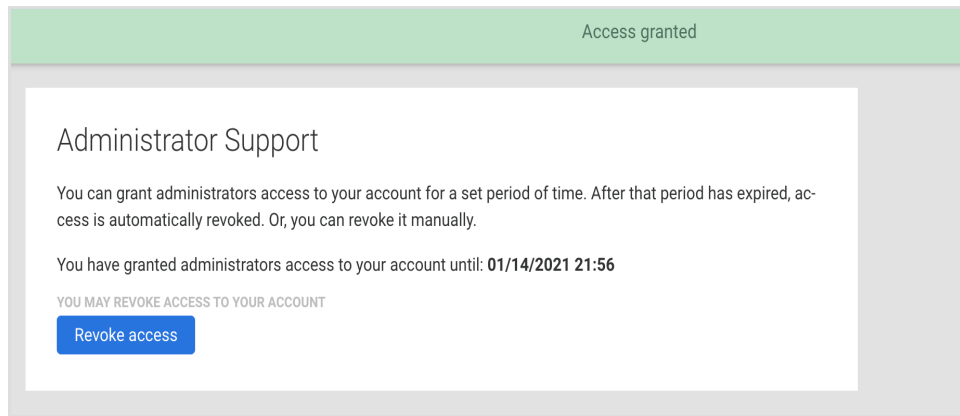 Access granted
Administrator Support
You can grant administrators access to your account for a set period of time. After that period has expired, ac-
cess is automatically revoked. Or, you can revoke it manually.
You have granted administrators access to your account until: 01/14/2021 21:56
YOU MAY REVOKE ACCESS TO YOUR ACCOUNT
Revoke access